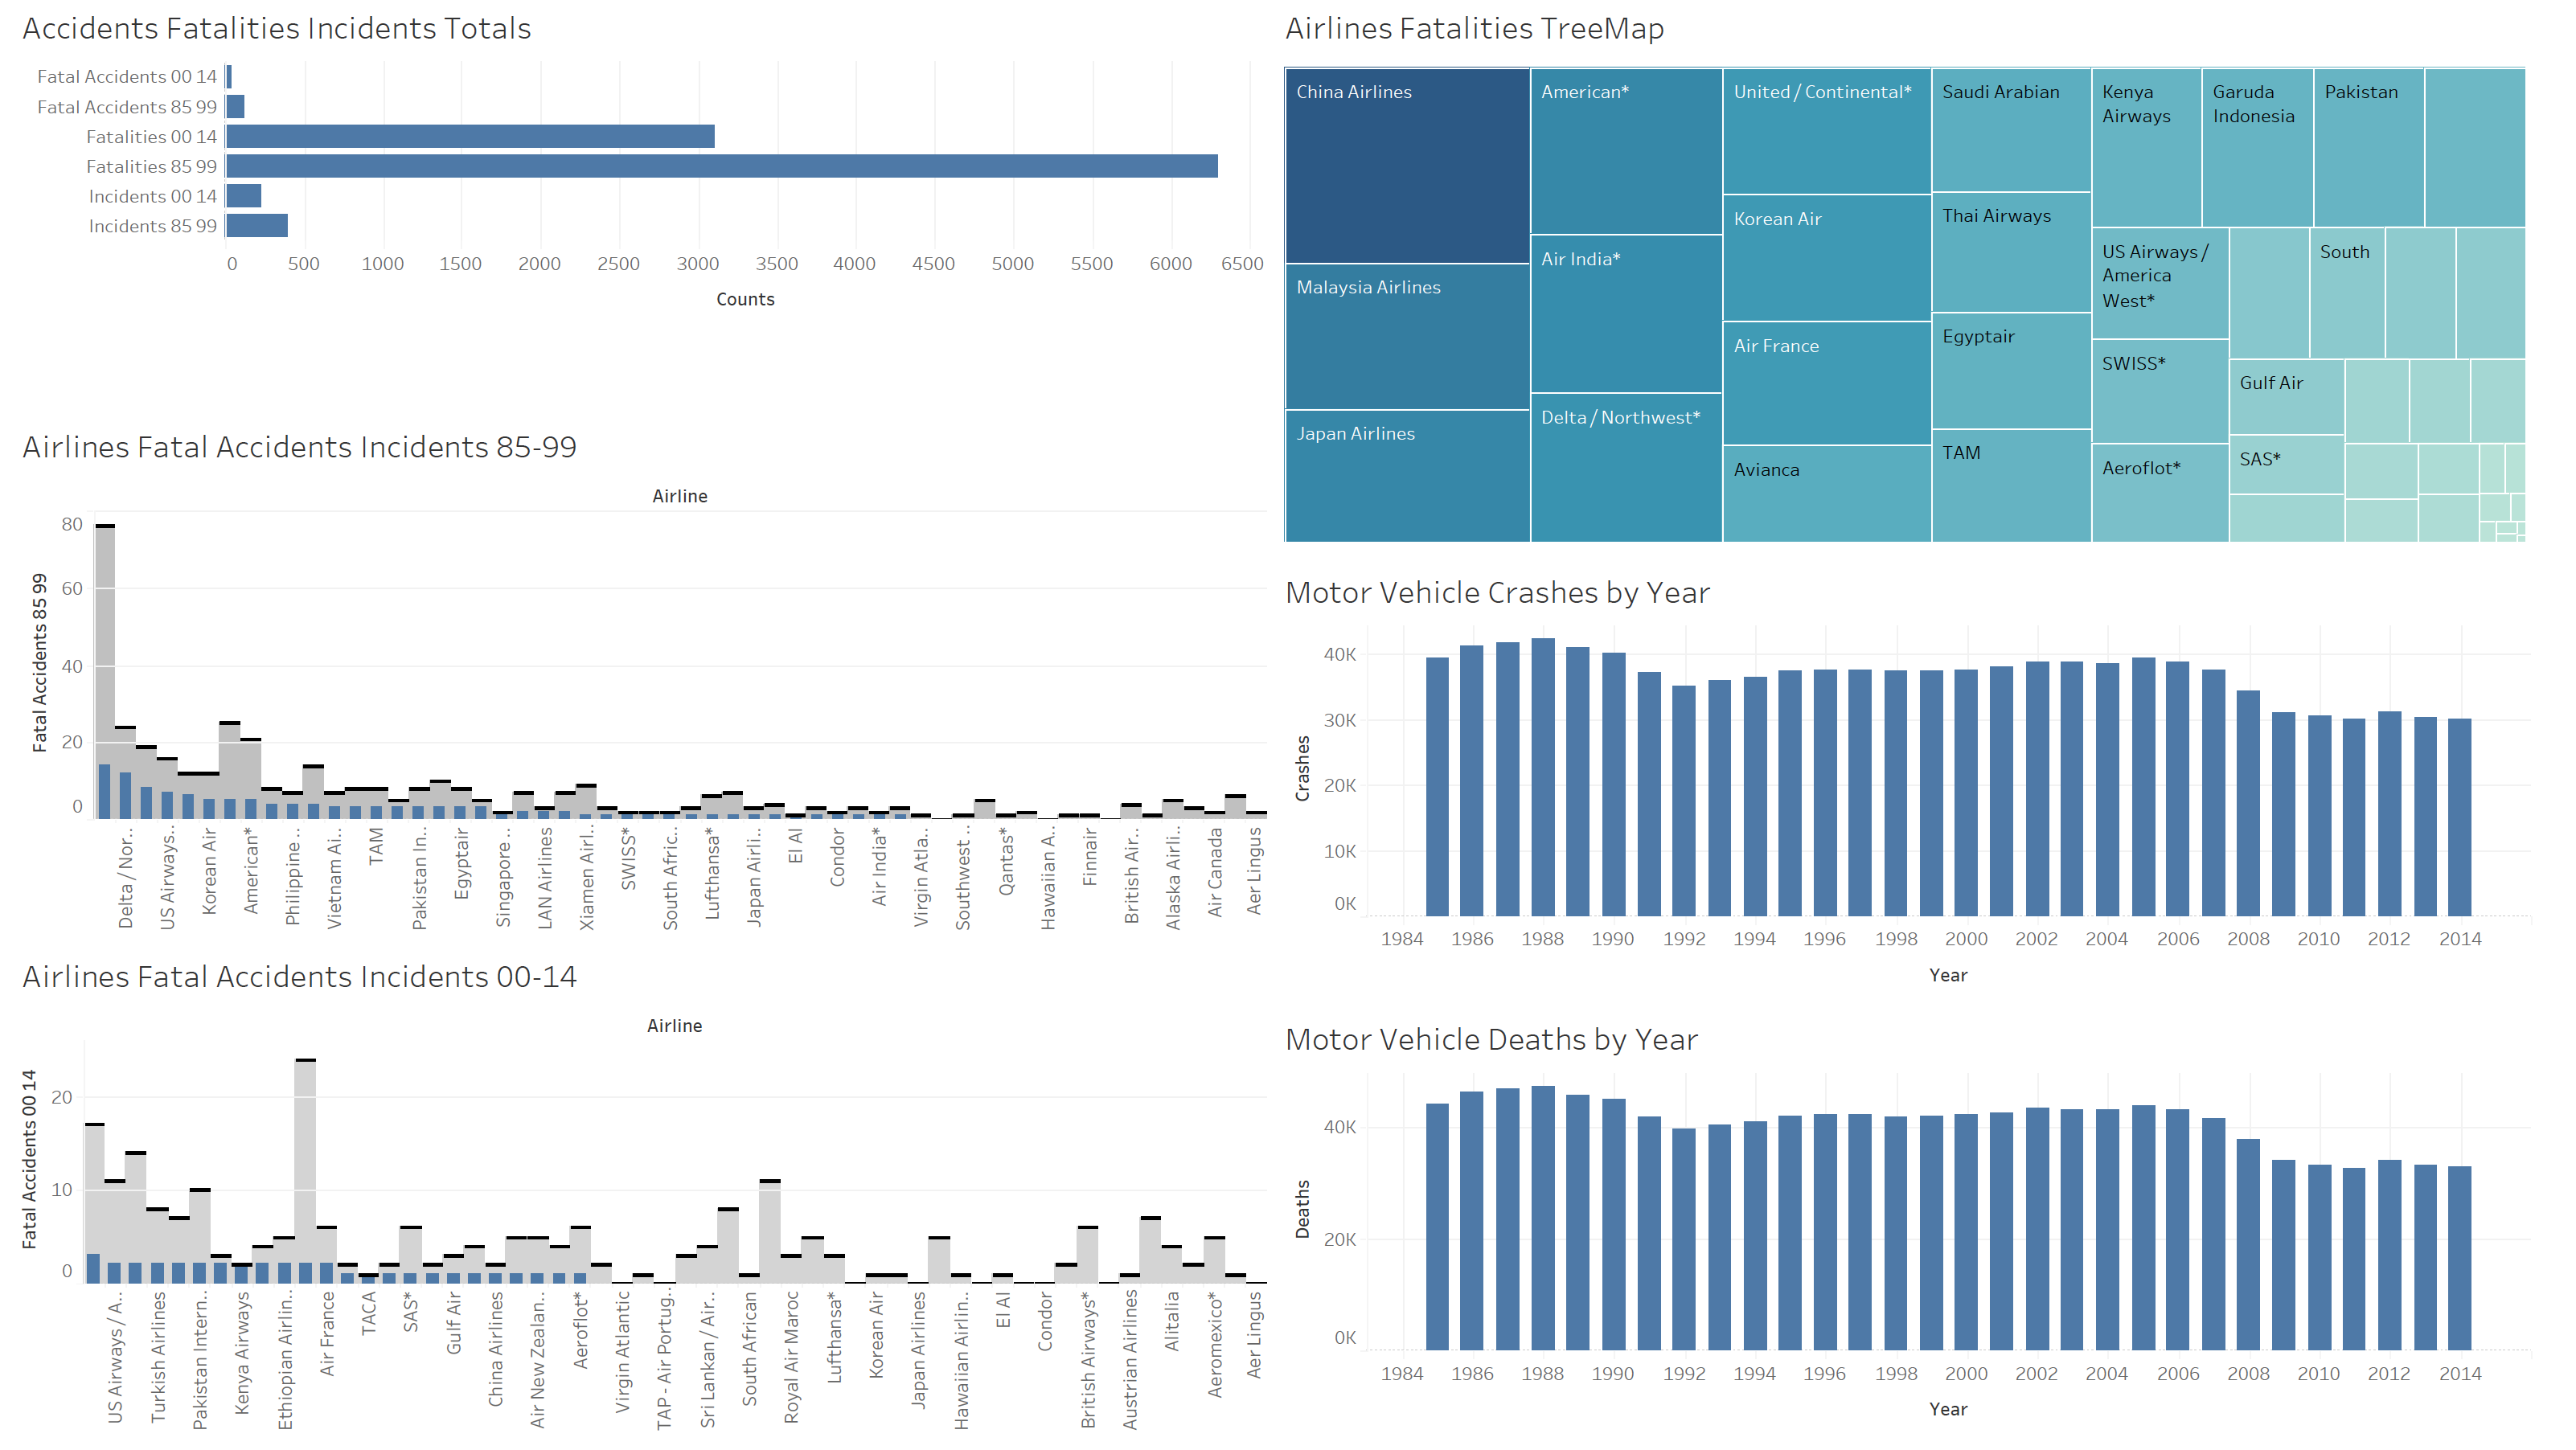 Accidents Fatalities Incidents Totals
Fatal Accidents 00 14
Fatal Accidents 85 99
Fatalities 00 14
Fatalities 85 99
Incidents 00 14
Incidents 85 99
0 500 1000 1500 2000 2500 3000 3500 4000 4500 5000 5500 6000 6500
Counts
Airlines Fatal Accidents Incidents 85-99
Airline
Fatal Accidents 85 99
80
60
40
20
0
Delta / Nor..
US Airways..
Korean Air
American*
Philippine ..
Vietnam Ai..
TAM
Pakistan In..
Egyptair
Singapore ..
LAN Airlines
Xiamen Airl..
SWISS*
South Afric..
Lufthansa*
Japan Airli..
El Al
Condor
Air India*
Virgin Atla..
Southwest ..
Qantas*
Hawaiian A..
Finnair
British Air..
Alaska Airli..
Air Canada
Aer Lingus
Airlines Fatal Accidents Incidents 00-14
Airline
Fatal Accidents 00 14
20
10
0
US Airways / A..
Turkish Airlines
Pakistan Intern..
Kenya Airways
Ethiopian Airlin..
Air France
TACA
SAS*
Gulf Air
China Airlines
Air New Zealan..
Aeroflot*
Virgin Atlantic
TAP - Air Portug..
Sri Lankan / Air..
South African
Royal Air Maroc
Lufthansa*
Korean Air
Japan Airlines
Hawaiian Airlin..
El Al
Condor
British Airways*
Austrian Airlines
Alitalia
Aeromexico*
Aer Lingus
Airlines Fatalities TreeMap
China Airlines
Malaysia Airlines
Japan Airlines
American*
Air India*
Delta / Northwest*
United / Continental*
Korean Air
Air France
Avianca
Saudi Arabian
Thai Airways
Egyptair
TAM
Kenya
Airways
Garuda
Indonesia
Pakistan
US Airways /
America
West*
SWISS*
Aeroflot*
South
Gulf Air
SAS*
Motor Vehicle Crashes by Year
Crashes
40K
30K
20K
10K
0K
1984 1986 1988 1990 1992 1994 1996 1998 2000 2002 2004 2006 2008 2010 2012 2014
Year
Motor Vehicle Deaths by Year
Deaths
40K
20K
0K
1984 1986 1988 1990 1992 1994 1996 1998 2000 2002 2004 2006 2008 2010 2012 2014
Year